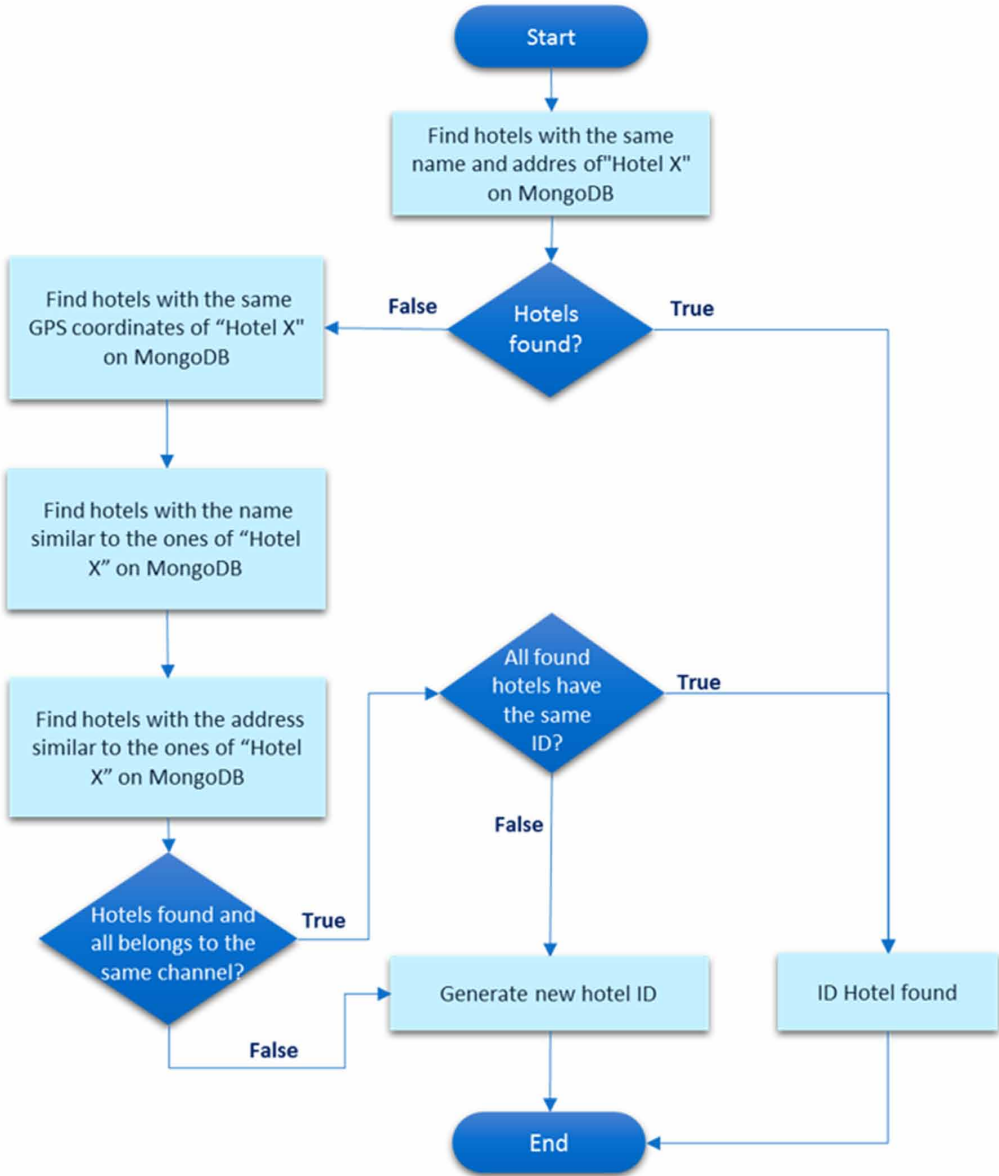 Start
Find hotels with the same
name and addres of"Hotel X"
on MongoDB
Hotels
found?
False
True
Find hotels with the same
GPS coordinates of “Hotel X"
on MongoDB
Find hotels with the name
similar to the ones of “Hotel
X” on MongoDB
Find hotels with the address
similar to the ones of “Hotel
X” on MongoDB
Hotels found and
all belongs to the
same channel?
True
False
All found
hotels have
the same
ID?
True
False
Generate new hotel ID
ID Hotel found
End